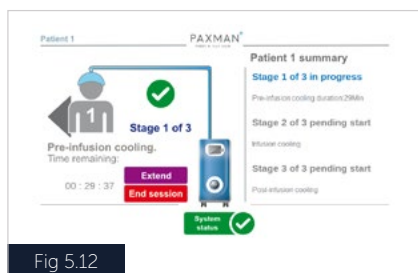 Patient 1
PAXMAN
Patient 1 summary
Stage 1 of 3 in progress
Pre-infusion cooling duration:29Min
Stage 2 of 3 pending start
Infusion cooling
Stage 3 of 3 pending start
Post-infusion cooling
1
Stage 1 of 3
Pre-infusion cooling.
Time remaining:
00 : 29 : 37
Extend
End session
System
status
Fig 5.12